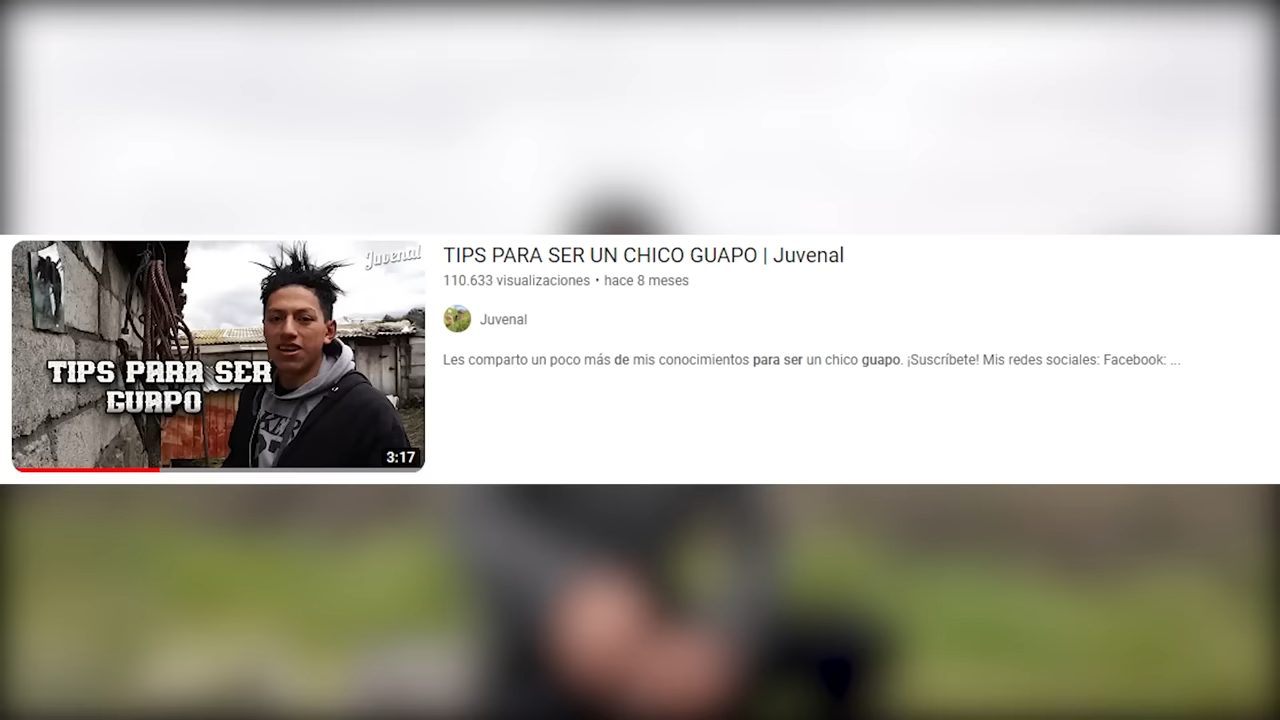 Juvenal
TIPS PARA SER
GUAPO
3:17
TIPS PARA SER UN CHICO GUAPO | Juvenal
110.633 visualizaciones • hace 8 meses
Juvenal
Les comparto un poco más de mis conocimientos para ser un chico guapo. ¡Suscríbete! Mis redes sociales: Facebook: ...